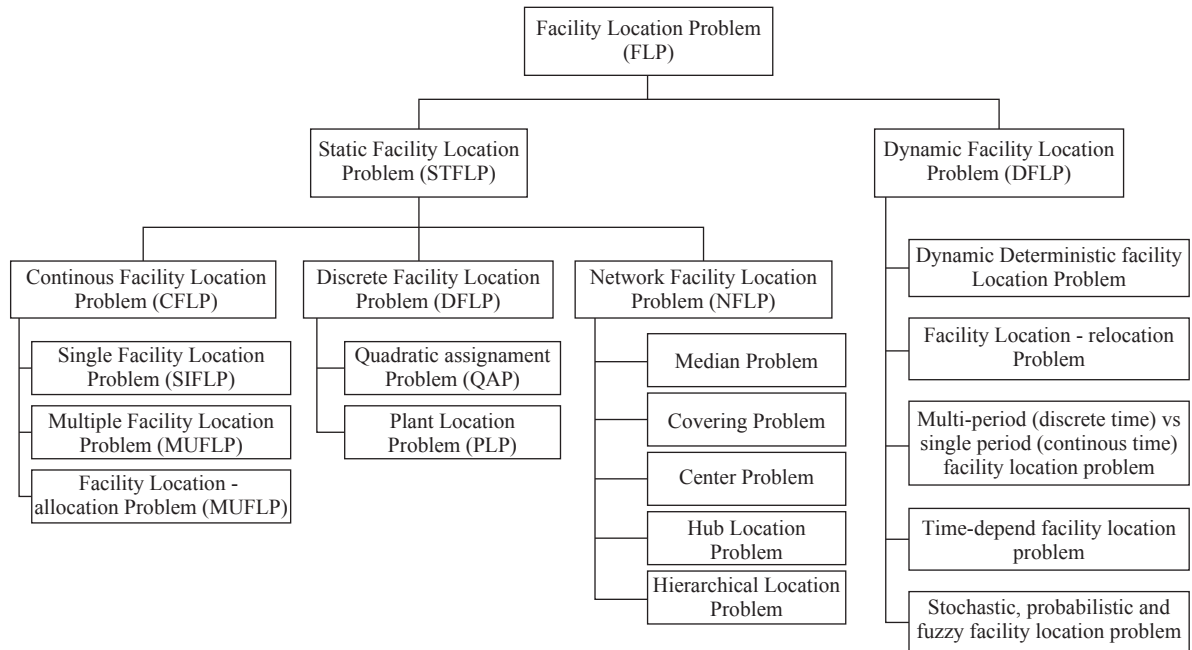 Facility Location Problem
(FLP)
Static Facility Location
Problem (STFLP)
Dynamic Facility Location
Problem (DFLP)
Continous Facility Location
Problem (CFLP)
Single Facility Location
Problem (SIFLP)
Multiple Facility Location
Problem (MUFLP)
Facility Location -
allocation Problem (MUFLP)
Discrete Facility Location
Problem (DFLP)
Quadratic assignament
Problem (QAP)
Plant Location
Problem (PLP)
Network Facility Location
Problem (NFLP)
Median Problem
Covering Problem
Center Problem
Hub Location
Problem
Hierarchical Location
Problem
Dynamic Deterministic facility
Location Problem
Facility Location - relocation
Problem
Multi-period (discrete time) vs
single period (continous time)
facility location problem
Time-depend facility location
problem
Stochastic, probabilistic and
fuzzy facility location problem